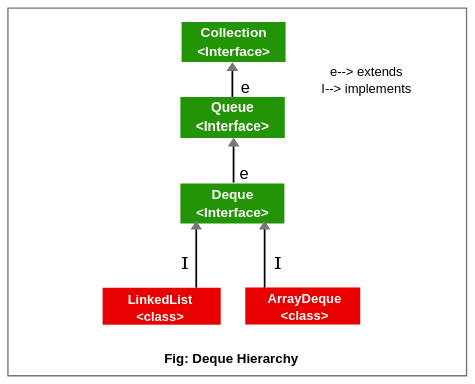 Collection
<Interface>
e--> extends
I--> implements
e
Queue
<Interface>
e
Deque
<Interface>
I
I
LinkedList
<class>
ArrayDeque
<class>
Fig: Deque Hierarchy